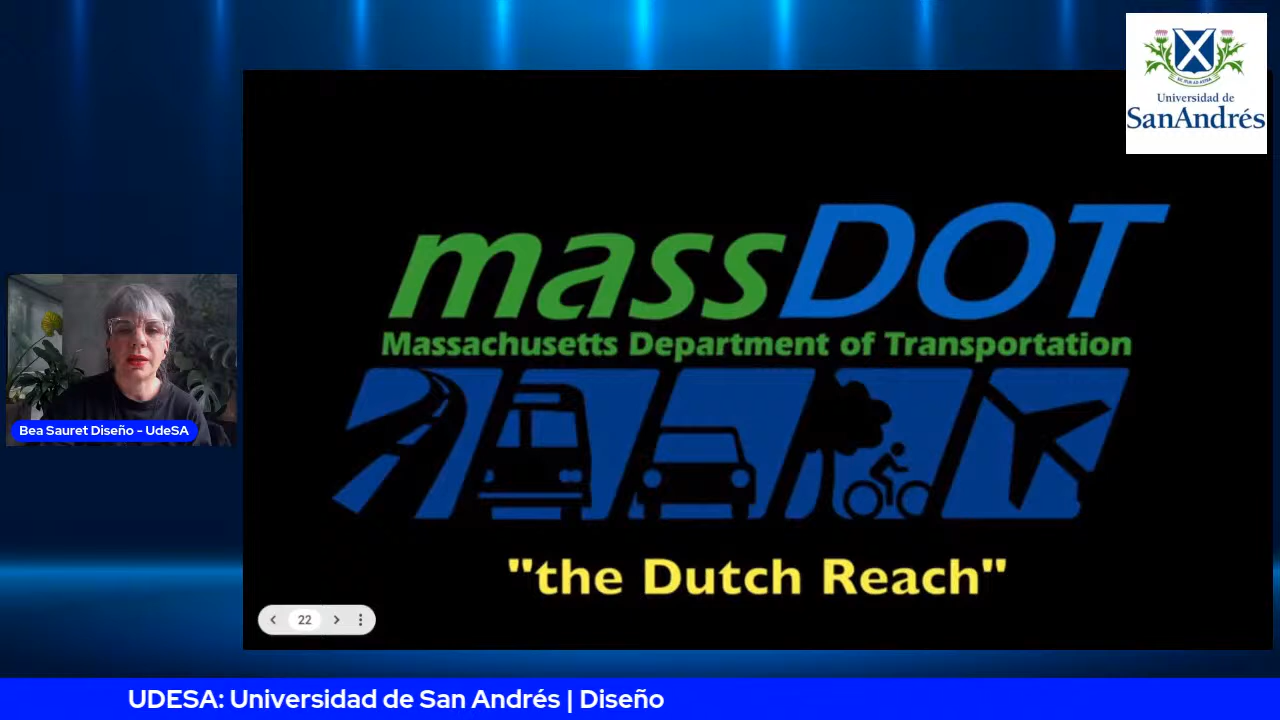 Universidad de
SanAndrés
massDOT
Massachusetts Department of Transportation
Bea Sauret Diseño - UdeSA
"the Dutch Reach"
22
UDESA: Universidad de San Andrés | Diseño